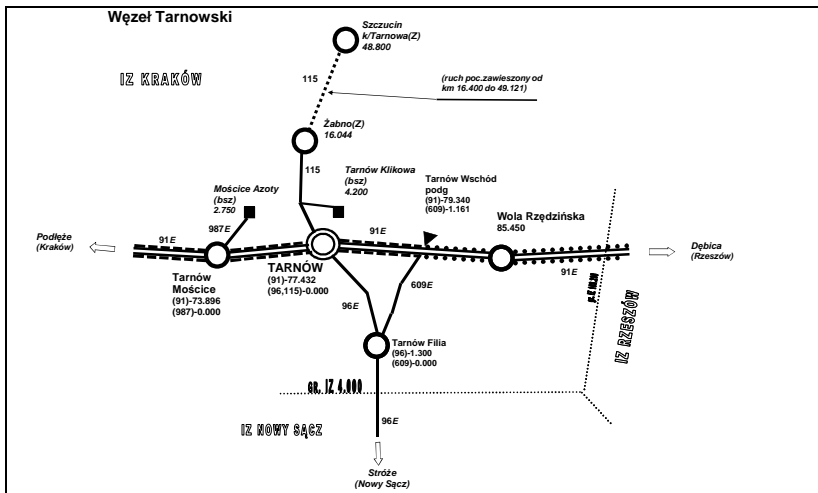 Węzeł Tarnowski
Szczucin
k/Tarnowa(Z)
48.800
IZ KRAKÓW
115
(ruch poc.zawieszony od
km 16.400 do 49.121)
Żabno(Z)
16.044
115
Tarnów Klikowa
(bsz)
4.200
Mościce Azoty
(bsz)
2.750
Tarnów Wschód
podg
(91)-79.340
(609)-1.161
Wola Rzędzińska
85.450
987E
91E
91E
Podłęże
(Kraków)
Dębica
(Rzeszów)
91E
Tarnów
Mościce
(91)-73.896
(987)-0.000
TARNÓW
(91)-77.432
(96,115)-0.000
609E
96E
IZ RZESZÓW
Tarnów Filia
(96)-1.300
(609)-0.000
GR. IZ 4.000
96E
IZ NOWY SĄCZ
Stróże
(Nowy Sącz)